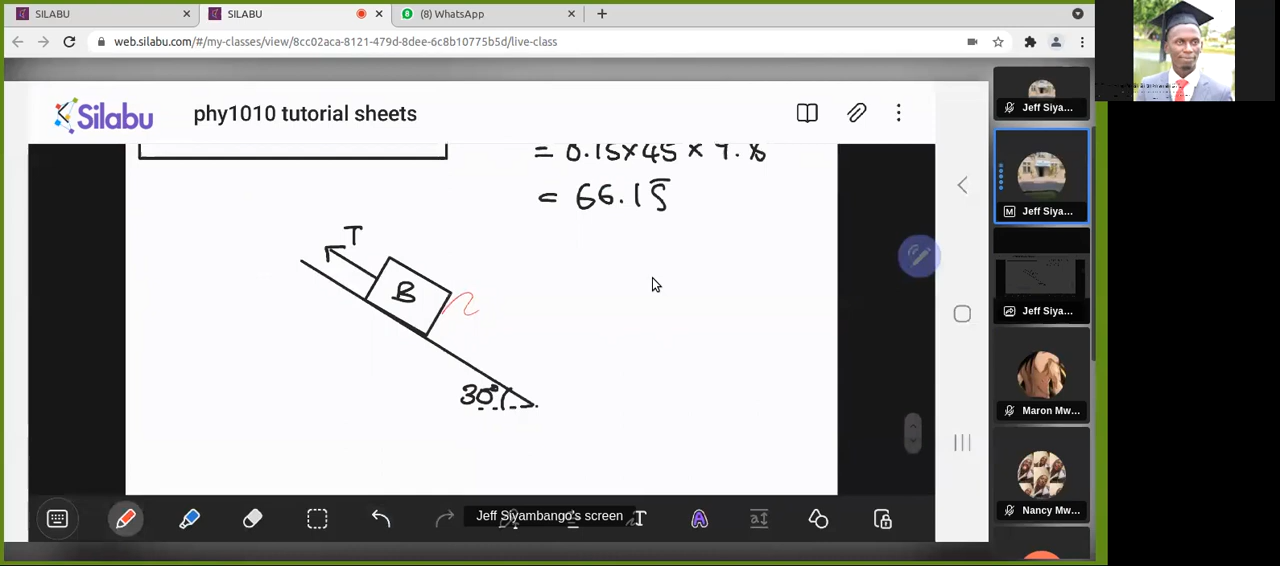 SILABU
SILABU
(8) WhatsApp
web.silabu.com/#/my-classes/view/8cc02aca-8121-479d-8dee-6c8b10775b5d/live-class
Silabu
phy1010 tutorial sheets
= 0.15×45 × 9.8
= 66.15
T
B
30°
Jeff Siya...
Jeff Siya...
Jeff Siya...
Maron Mw...
Nancy Mw...
Jeff Siyambango's screen